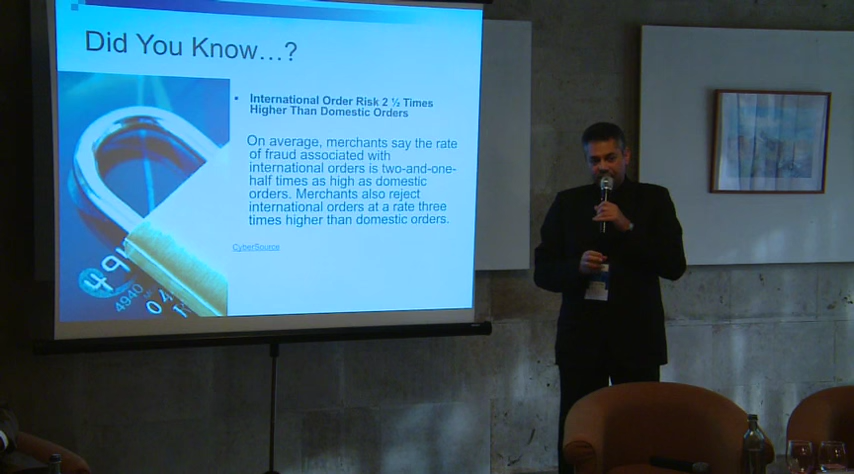 Did You Know…?
• International Order Risk 2 ½ Times
Higher Than Domestic Orders
On average, merchants say the rate
of fraud associated with
international orders is two-and-one-
half times as high as domestic
orders. Merchants also reject
international orders at a rate three
times higher than domestic orders.
CyberSource
4940